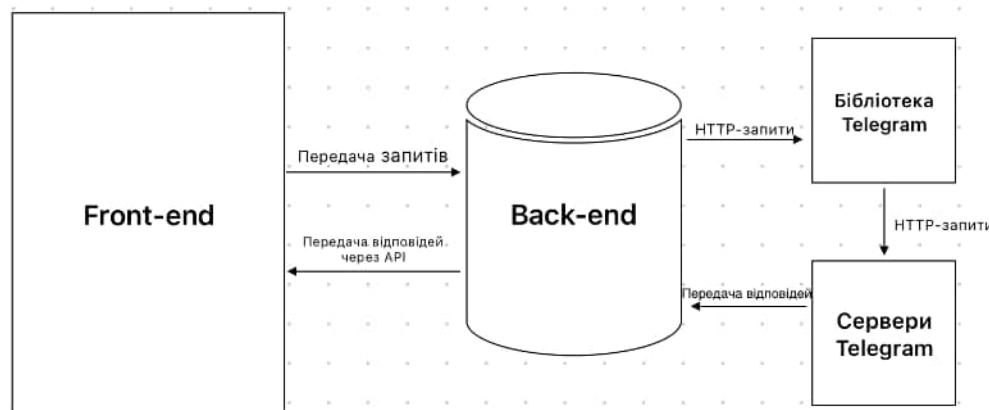 Бібліотека
Telegram
HTTP-запити
Передача запитів
Front-end
Back-end
HTTP-запити
Передача відповідей
через API
Передача відповідей
Сервери
Telegram